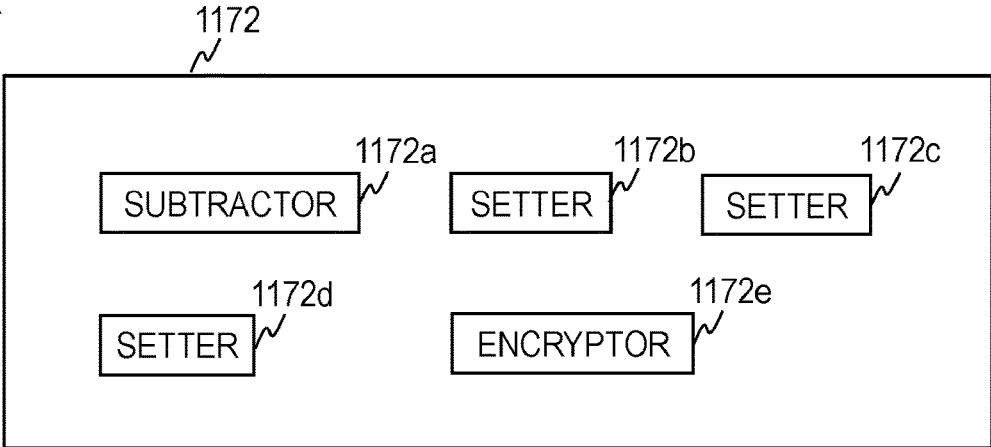 1172
1172a
1172b
1172c
SUBTRACTOR
SETTER
SETTER
1172d
1172e
SETTER
ENCRYPTOR